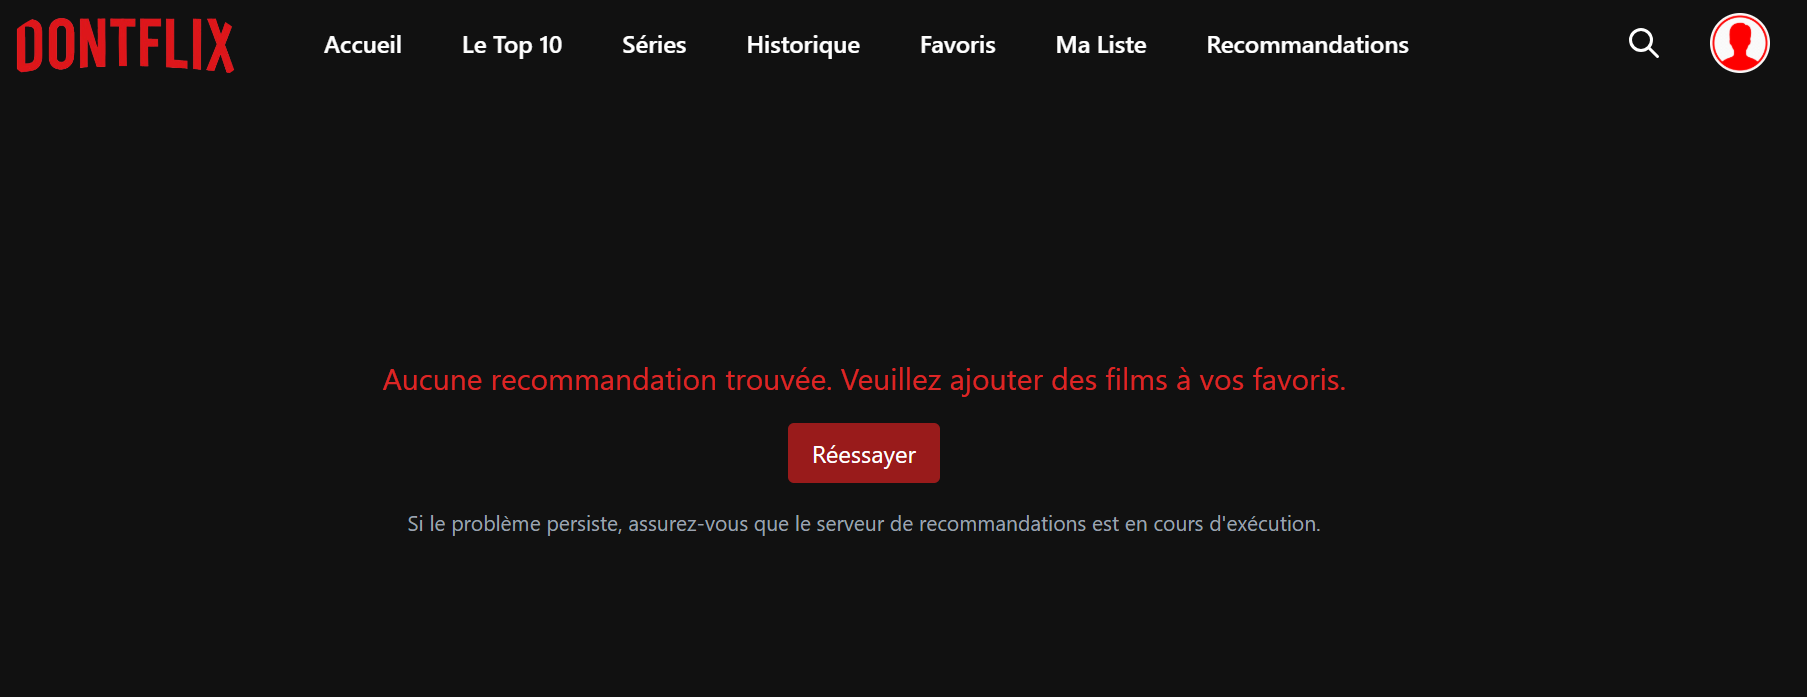 DONTFLIX Accueil Le Top 10 Séries Historique Favoris Ma Liste Recommandations
Aucune recommandation trouvée. Veuillez ajouter des films à vos favoris.
Réessayer
Si le problème persiste, assurez-vous que le serveur de recommandations est en cours d'exécution.